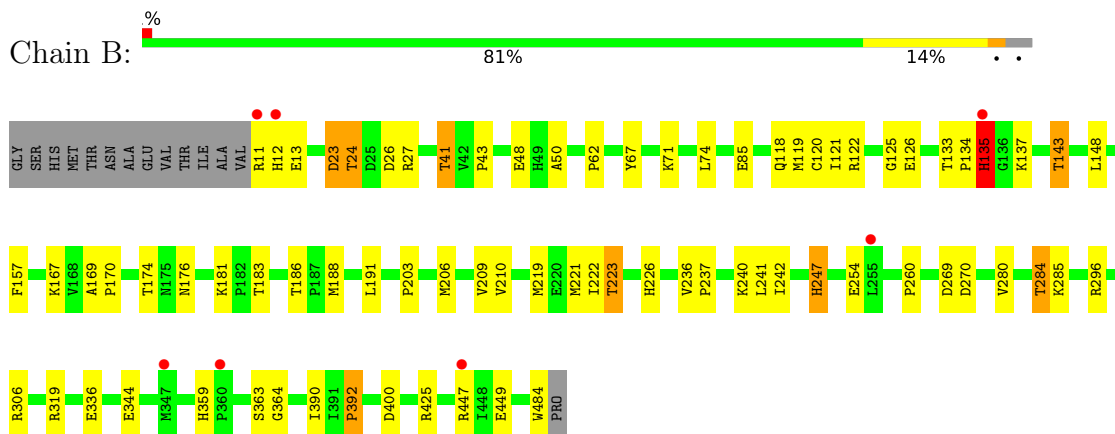 %
Chain B:
81%
14%
GLY SER HIS MET THR ASN ALA GLU VAL ASN THR ILE ALA VAL R11 H12 E13 D23 T24 D25 D26 R27 T41 V42 P43 E48 H49 A50 P62 Y67 K71 L74 E85 Q118 M119 C120 I121 R122 G125 E126 T133 P134 H135 G136 K137 T143 L148
F157 K167 V168 A169 P170 T174 N175 N176 K181 P182 T183 T186 P187 M188 L191 P203 M206 V209 V210 M219 E220 M221 I222 T223 H226 V236 P237 K240 L241 I242 H247 E254 L255 P260 D269 D270 V280 T284 K285 R296
R306 R319 E336 E344 M347 H359 P360 S363 G364 I390 I391 P392 D400 R425 R447 I448 E449 W484 PRO